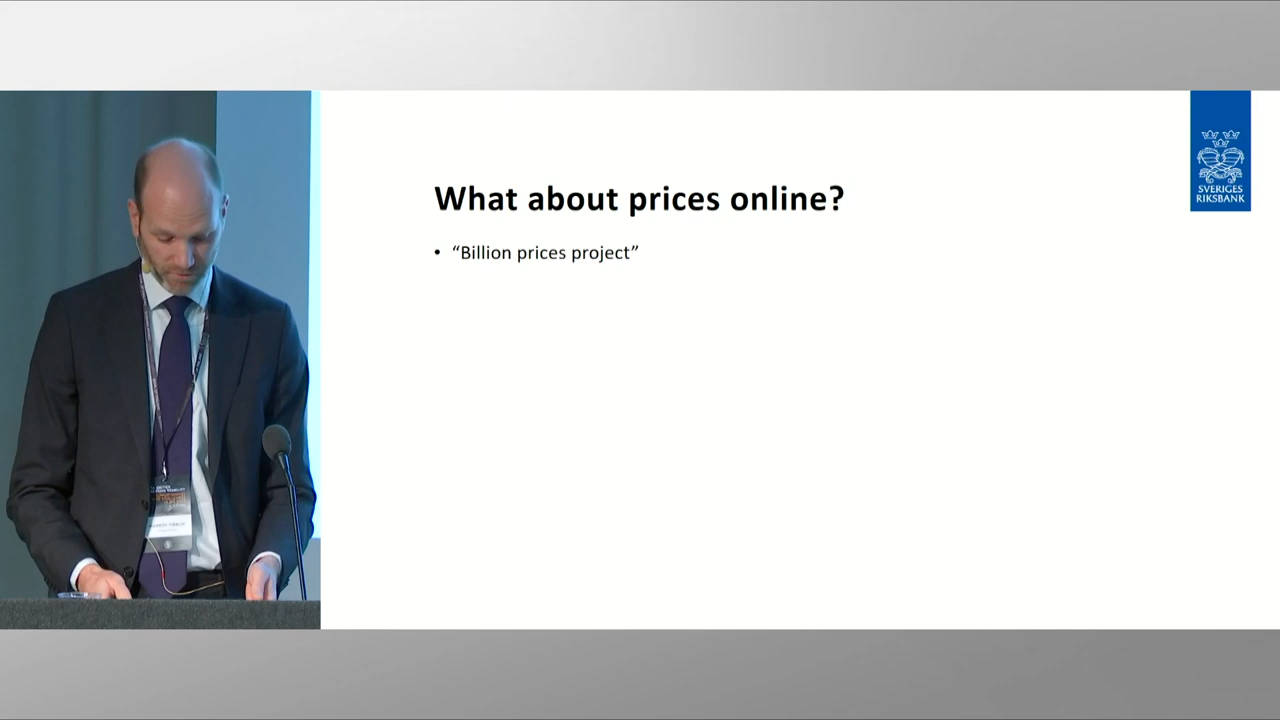 What about prices online?
• “Billion prices project”
SVERIGES
RIKSBANK